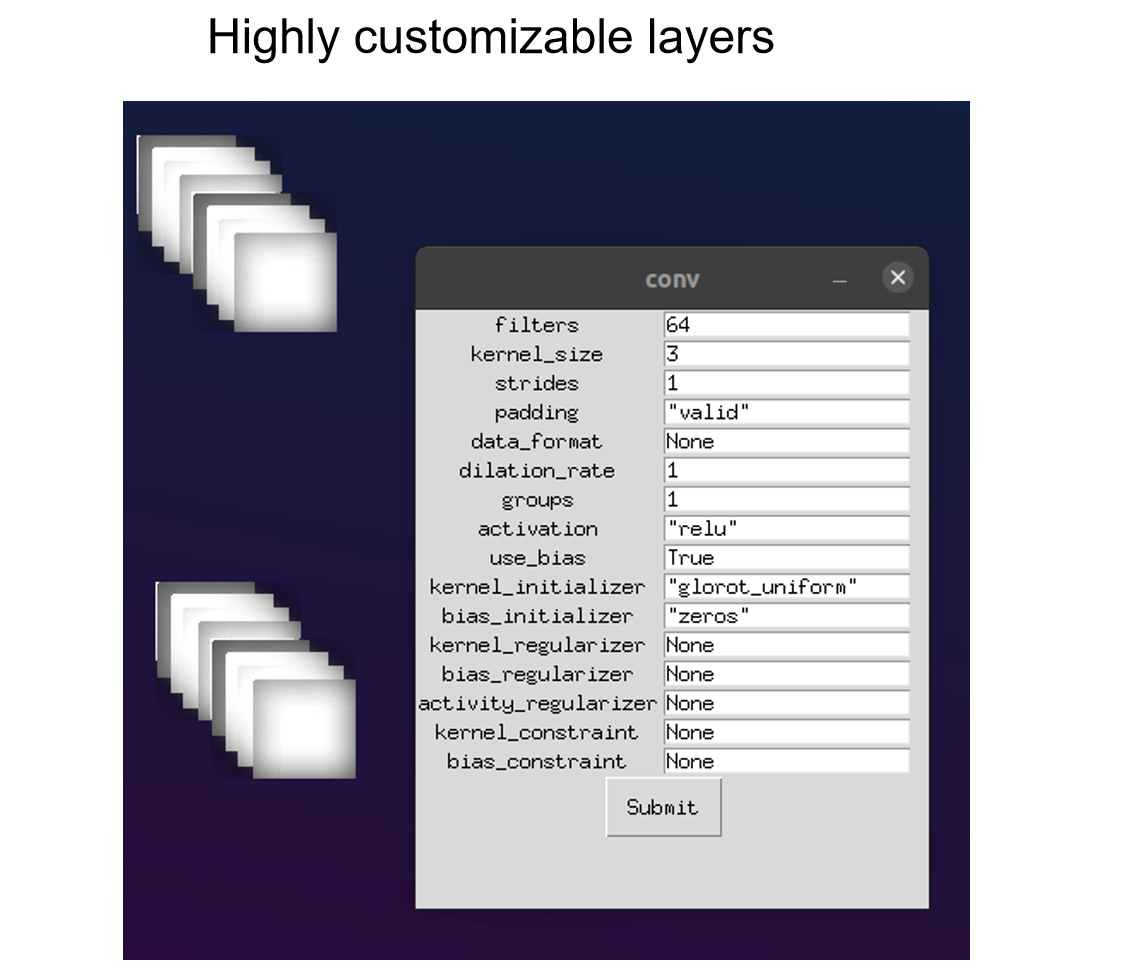 Highly customizable layers
conv
filters 64
kernel_size 3
strides 1
padding "valid"
data_format None
dilation_rate 1
groups 1
activation "relu"
use_bias True
kernel_initializer "glorot_uniform"
bias_initializer "zeros"
kernel_regularizer None
bias_regularizer None
activity_regularizer None
kernel_constraint None
bias_constraint None
Submit